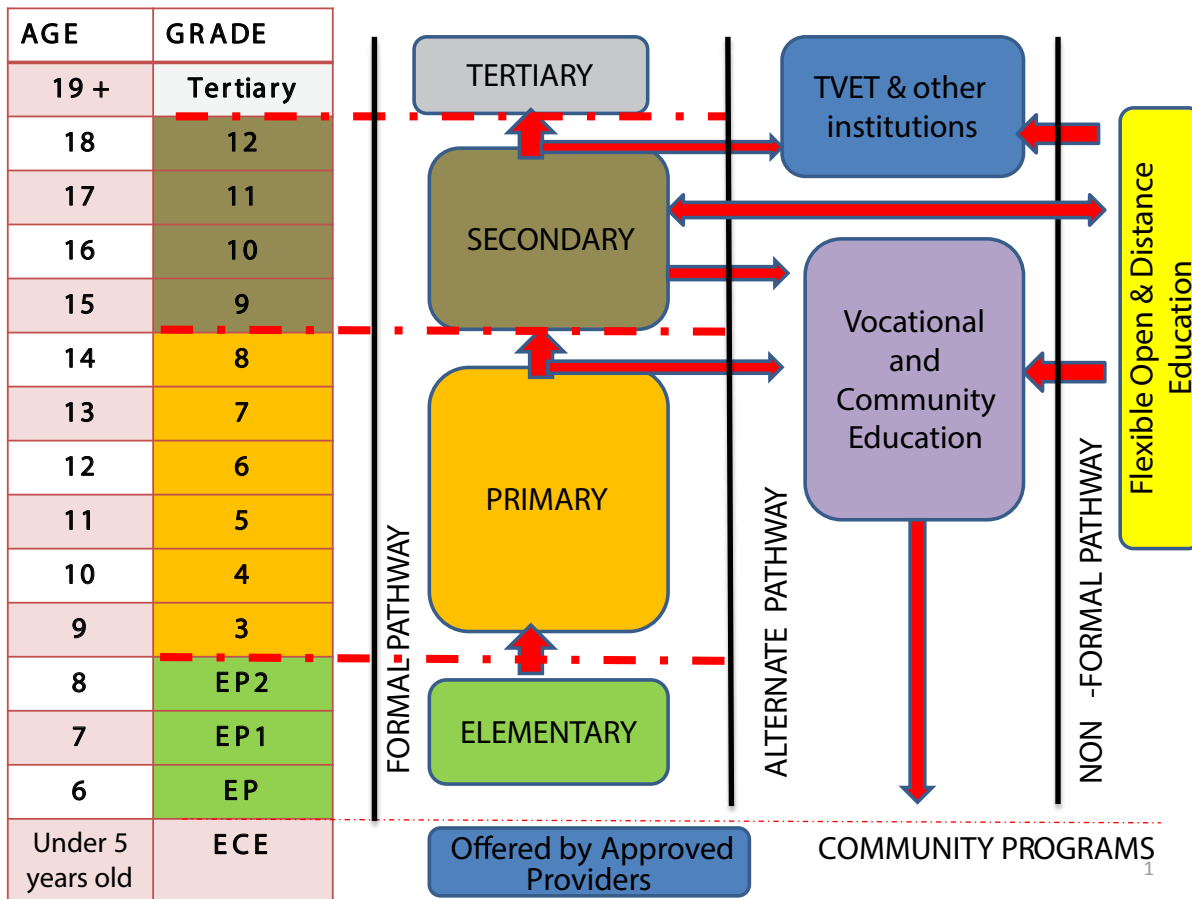 AGE GRADE
19 + Tertiary
18 12
17 11
16 10
15 9
14 8
13 7
12 6
11 5
10 4
9 3
8 EP2
7 EP1
6 EP
Under 5
years old
ECE
FORMAL PATHWAY
TERTIARY
SECONDARY
PRIMARY
ELEMENTARY
Offered by Approved
Providers
ALTERNATE PATHWAY
TVET & other
institutions
Vocational
and
Community
Education
NON -FORMAL PATHWAY
Flexible Open & Distance
Education
COMMUNITY PROGRAMS
1